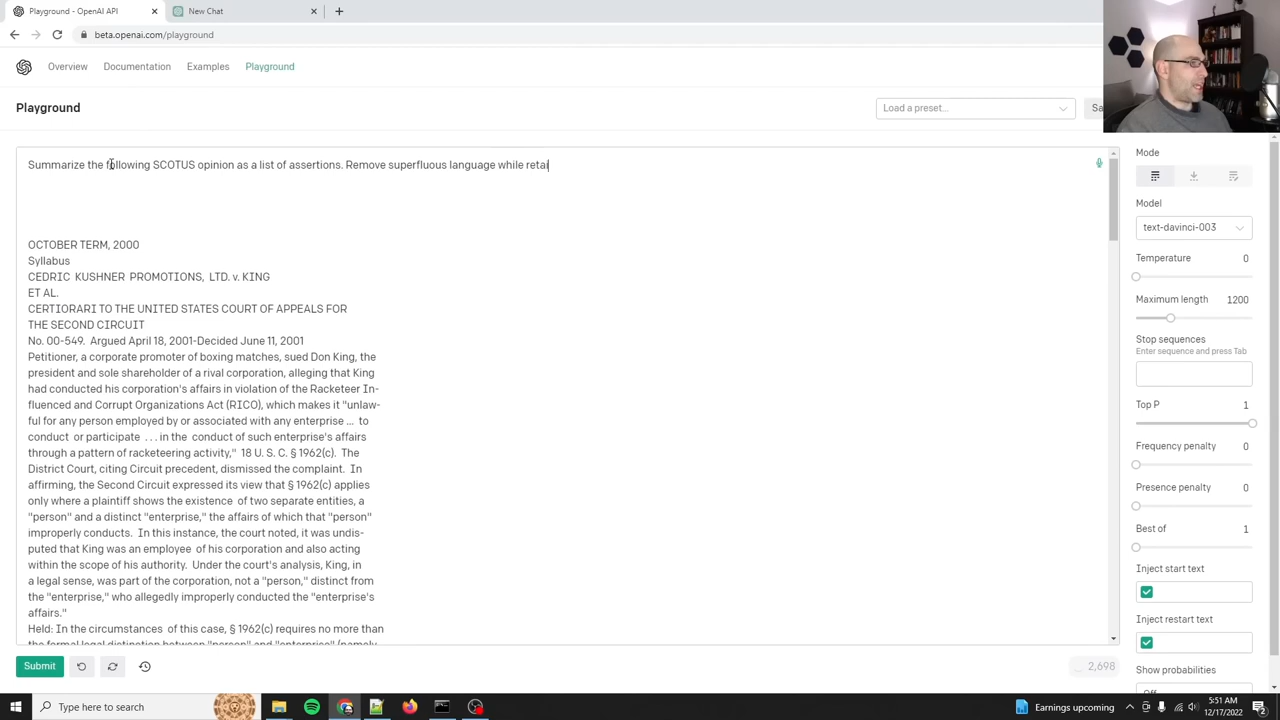 Playground - OpenAI API
New Chat
beta.openai.com/playground
Overview
Documentation
Examples
Playground
Playground
Load a preset...
Sa
Summarize the following SCOTUS opinion as a list of assertions. Remove superfluous language while retai
OCTOBER TERM, 2000
Syllabus
CEDRIC KUSHNER PROMOTIONS, LTD. v. KING
ET AL.
CERTIORARI TO THE UNITED STATES COURT OF APPEALS FOR
THE SECOND CIRCUIT
No. 00-549. Argued April 18, 2001-Decided June 11, 2001
Petitioner, a corporate promoter of boxing matches, sued Don King, the
president and sole shareholder of a rival corporation, alleging that King
had conducted his corporation's affairs in violation of the Racketeer In-
fluenced and Corrupt Organizations Act (RICO), which makes it "unlaw-
ful for any person employed by or associated with any enterprise ... to
conduct or participate . . . in the conduct of such enterprise's affairs
through a pattern of racketeering activity," 18 U. S. C. § 1962(c). The
District Court, citing Circuit precedent, dismissed the complaint. In
affirming, the Second Circuit expressed its view that § 1962(c) applies
only where a plaintiff shows the existence of two separate entities, a
"person" and a distinct "enterprise," the affairs of which that "person"
improperly conducts. In this instance, the court noted, it was undis-
puted that King was an employee of his corporation and also acting
within the scope of his authority. Under the court's analysis, King, in
a legal sense, was part of the corporation, not a "person," distinct from
the "enterprise," who allegedly improperly conducted the "enterprise's
affairs."
Held: In the circumstances of this case, § 1962(c) requires no more than
the formal legal distinction between "person" and "enterprise" (namely,
Submit
2,698
Mode
Model
text-davinci-003
Temperature 0
Maximum length 1200
Stop sequences
Enter sequence and press Tab
Top P 1
Frequency penalty 0
Presence penalty 0
Best of 1
Inject start text
Inject restart text
Show probabilities
Off
Type here to search
Earnings upcoming
5:51 AM
12/17/2022
2